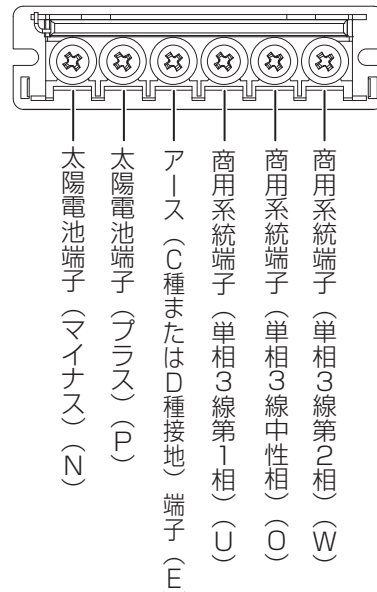 太陽電池端子（マイナス）（N）
太陽電池端子（プラス）（P）
アース（C種またはD種接地）端子（E
商用系統端子（単相3線第1相）（U）
商用系統端子（単相3線中性相）（O）
商用系統端子（単相3線第2相）（W）